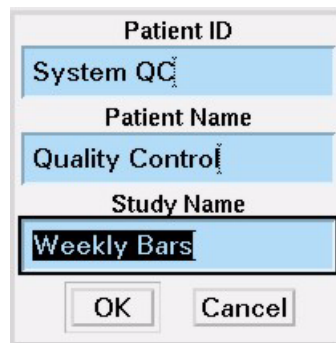 Patient ID
System QC
Patient Name
Quality Control
Study Name
Weekly Bars
OK Cancel